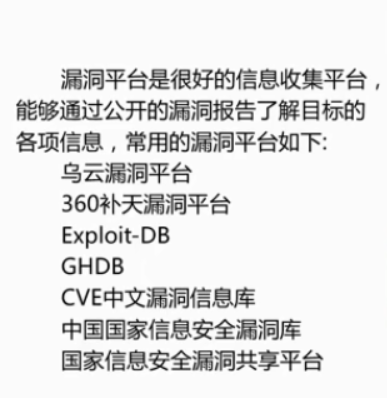 漏洞平台是很好的信息收集平台，
能够通过公开的漏洞报告了解目标的
各项信息，常用的漏洞平台如下:
乌云漏洞平台
360补天漏洞平台
Exploit-DB
GHDB
CVE中文漏洞信息库
中国国家信息安全漏洞库
国家信息安全漏洞共享平台